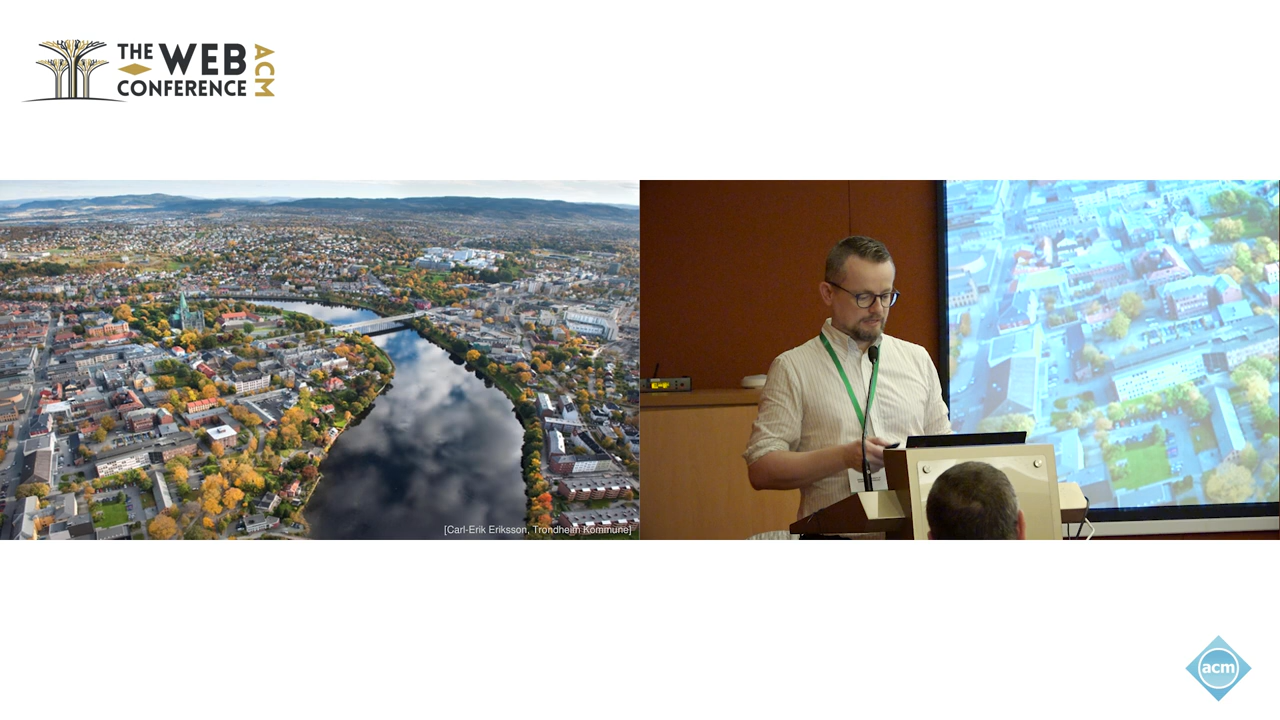 THE WEB
CONFERENCE
ACM
[Carl-Erik Eriksson, Trondheim Kommune]
acm